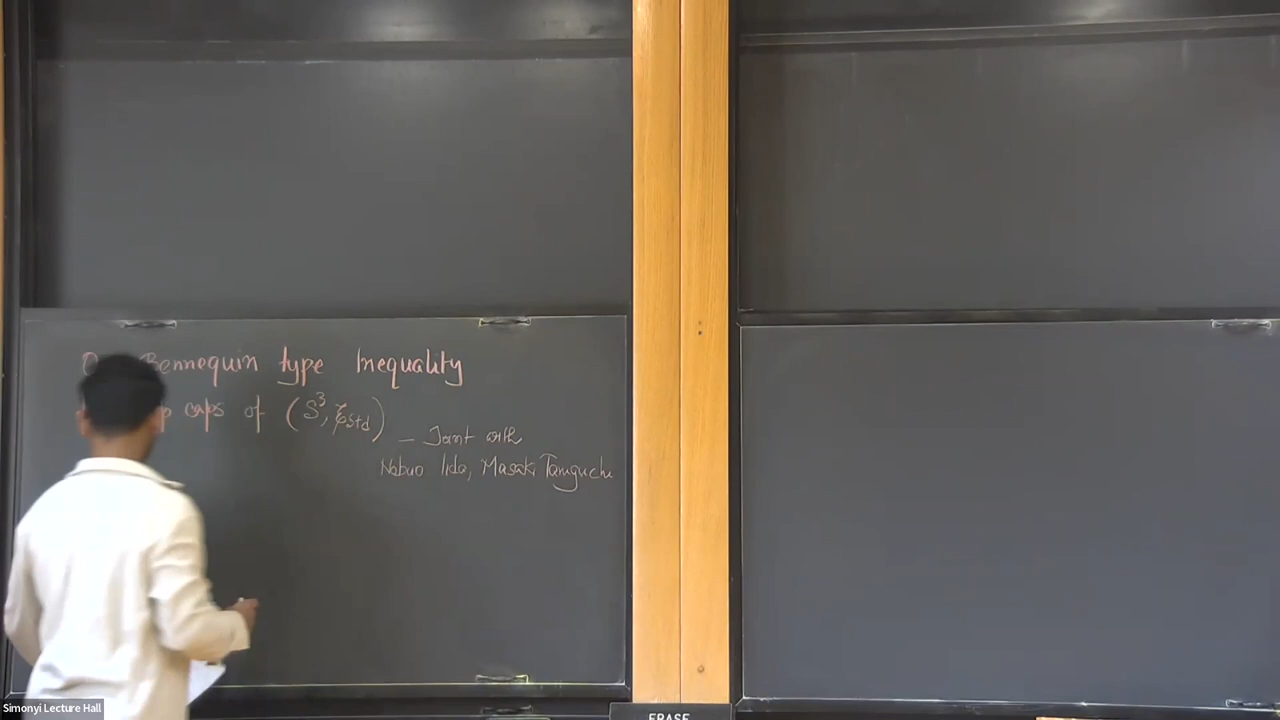 Bennequin type Inequality
caps of (S³, ξstd)
– Joint with
Nobuo Iida, Masaki Taniguchi
Simonyi Lecture Hall
ERASE